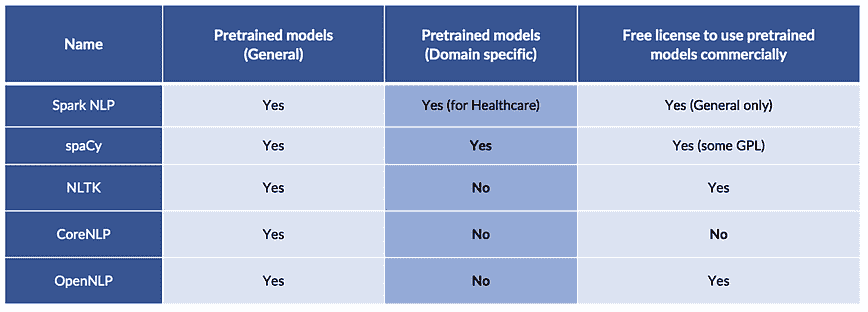 Name
Pretrained models
(General)
Pretrained models
(Domain specific)
Free license to use pretrained
models commercially
Spark NLP
Yes
Yes (for Healthcare)
Yes (General only)
spaCy
Yes
Yes
Yes (some GPL)
NLTK
Yes
No
Yes
CoreNLP
Yes
No
No
OpenNLP
Yes
No
Yes